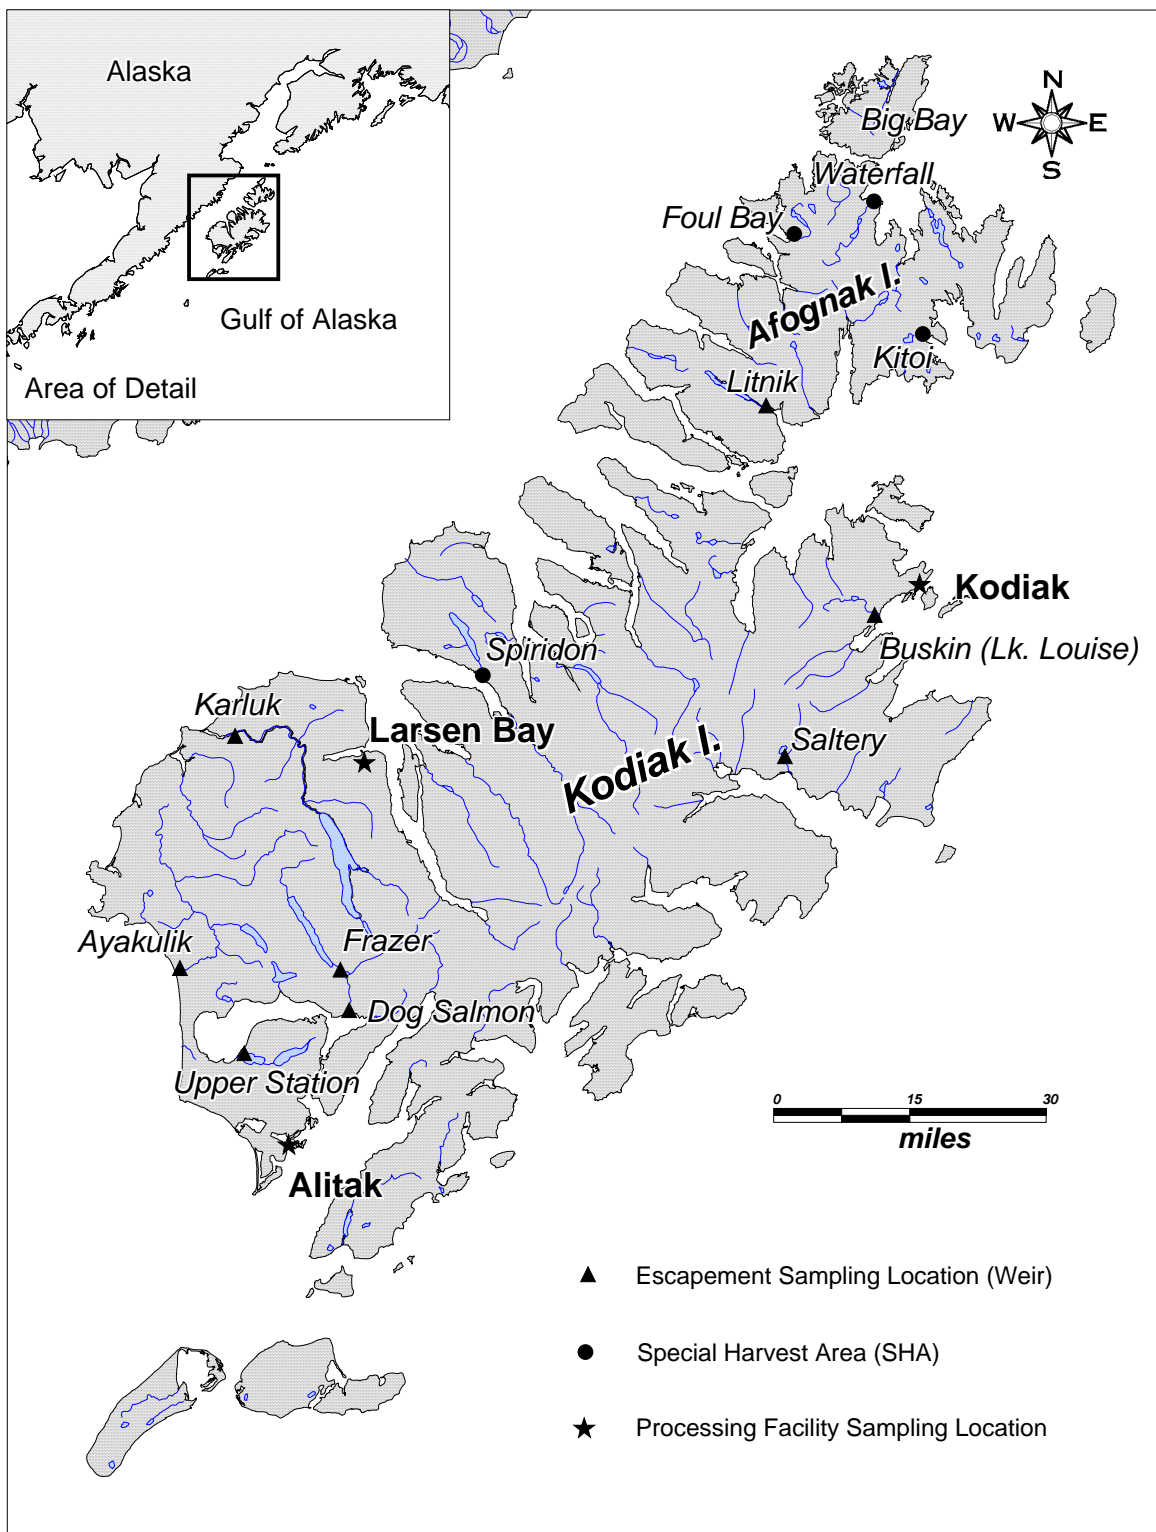 Alaska
Gulf of Alaska
Area of Detail
N
W
E
S
Big Bay
Waterfall
Foul Bay
Afognak I.
Kitoi
Litnik
Kodiak
Buskin (Lk. Louise)
Spiridon
Karluk
Larsen Bay
Saltery
Kodiak I.
Ayakulik
Frazer
Dog Salmon
Upper Station
Alitak
0 15 30
miles
Escapement Sampling Location (Weir)
Special Harvest Area (SHA)
Processing Facility Sampling Location